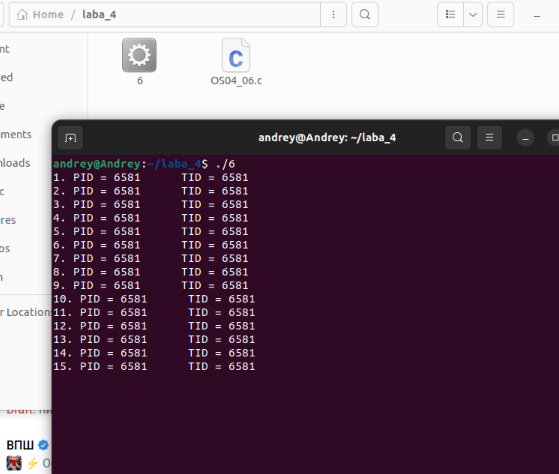 Home / laba_4
nt
ed
e
ments
nloads
c
ures
os
n
r Locations
6
OS04_06.c
andrey@Andrey: ~/laba_4
andrey@Andrey:~/laba_4$ ./6
1. PID = 6581 TID = 6581
2. PID = 6581 TID = 6581
3. PID = 6581 TID = 6581
4. PID = 6581 TID = 6581
5. PID = 6581 TID = 6581
6. PID = 6581 TID = 6581
7. PID = 6581 TID = 6581
8. PID = 6581 TID = 6581
9. PID = 6581 TID = 6581
10. PID = 6581 TID = 6581
11. PID = 6581 TID = 6581
12. PID = 6581 TID = 6581
13. PID = 6581 TID = 6581
14. PID = 6581 TID = 6581
15. PID = 6581 TID = 6581
Draft:
ВПШ